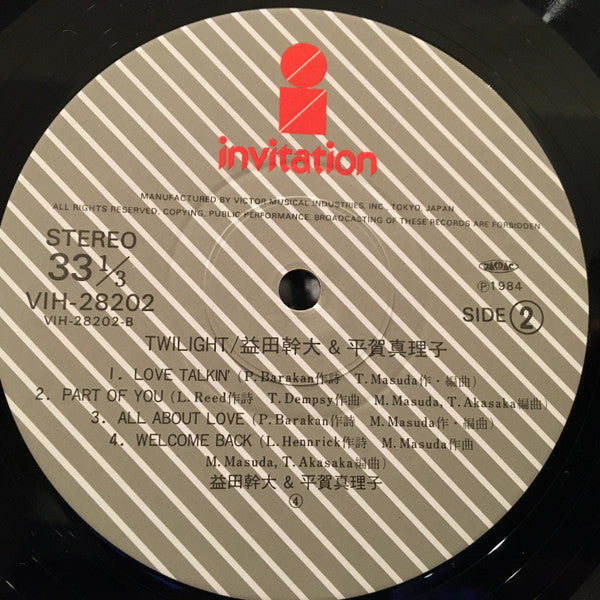 invitation
MANUFACTURED BY VICTOR MUSICAL INDUSTRIES, INC., TOKYO, JAPAN
ALL RIGHTS RESERVED, COPYING, PUBLIC PERFORMANCE, BROADCASTING OF THESE RECORDS ARE FORBIDDEN
STEREO
33 1/3
VIH-28202
VIH-28202-B
JASRAC
Ⓟ1984
SIDE ②
TWILIGHT/益田幹夫 & 平賀真理子
1. LOVE TALKIN' (P. Barakan作詩 T. Masuda作・編曲)
2. PART OF YOU (L. Reed作詩 T. Dempsy作曲 M. Masuda, T. Akasaka編曲)
3. ALL ABOUT LOVE (P. Barakan作詩 M. Masuda作・編曲)
4. WELCOME BACK (L. Hennrick作詩 M. Masuda作曲
M. Masuda, T. Akasaka編曲)
益田幹大 & 平賀真理子
④